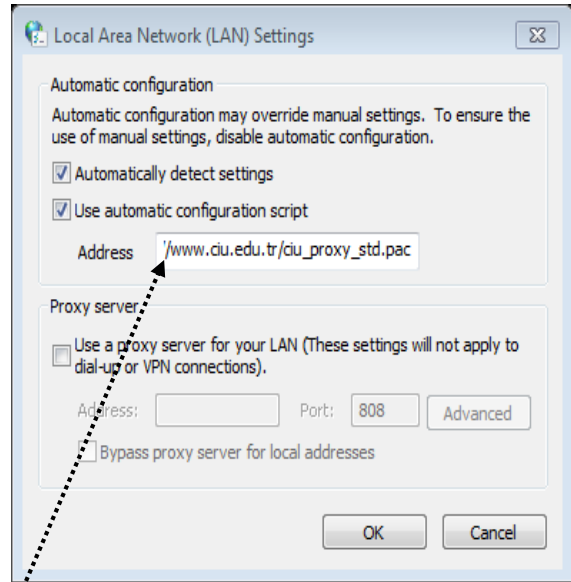 Local Area Network (LAN) Settings
Automatic configuration
Automatic configuration may override manual settings. To ensure the
use of manual settings, disable automatic configuration.
Automatically detect settings
Use automatic configuration script
Address /www.ciu.edu.tr/ciu_proxy_std.pac
Proxy server
Use a proxy server for your LAN (These settings will not apply to
dial-up or VPN connections).
Address: Port: 808 Advanced
Bypass proxy server for local addresses
OK Cancel